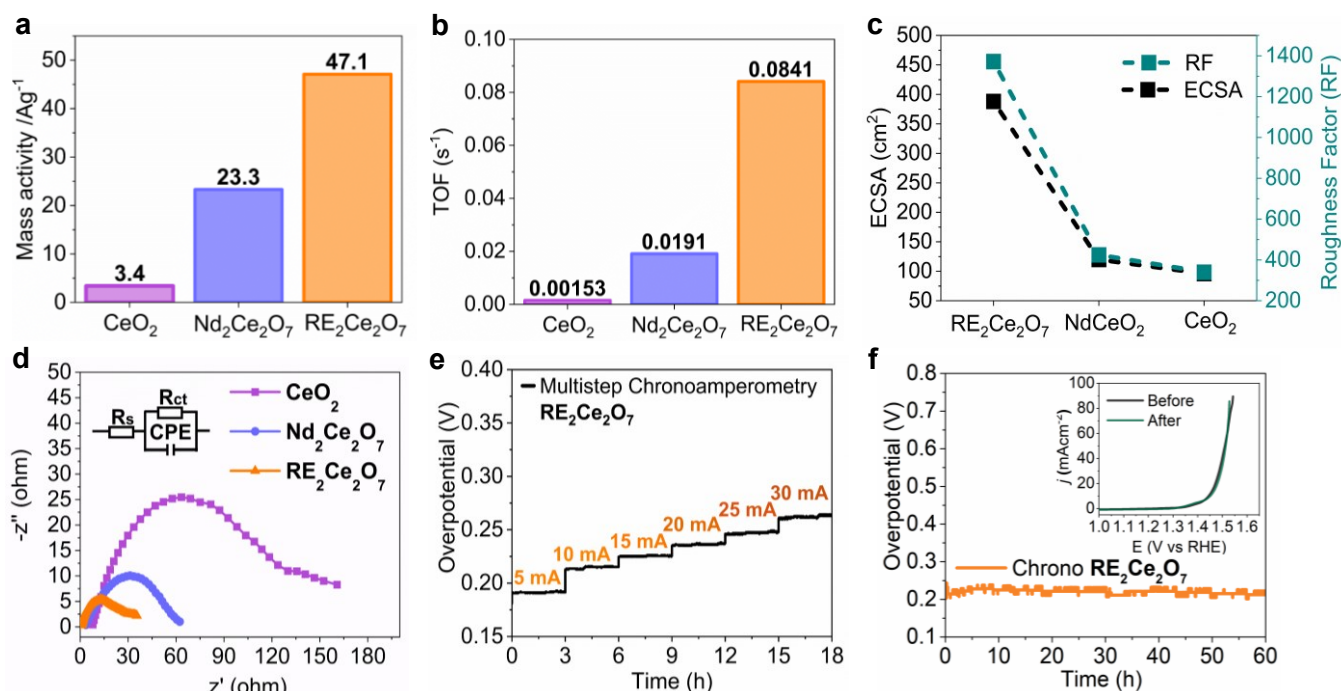 a
Mass activity /Ag⁻¹
50
40
30
20
10
0
3.4
23.3
47.1
CeO₂
Nd₂Ce₂O₇
RE₂Ce₂O₇
b
TOF (s⁻¹)
0.10
0.08
0.06
0.04
0.02
0.00
0.00153
0.0191
0.0841
CeO₂
Nd₂Ce₂O₇
RE₂Ce₂O₇
c
ECSA (cm²)
500
450
400
350
300
250
200
150
100
50
RF
ECSA
1400
1200
1000
800
600
400
200
Roughness Factor (RF)
RE₂Ce₂O₇
NdCeO₂
CeO₂
d
-z" (ohm)
50
45
40
35
30
25
20
15
10
5
0
Rct
Rs
CPE
CeO₂
Nd₂Ce₂O₇
RE₂Ce₂O₇
0 30 60 90 120 150 180
z' (ohm)
e
Overpotential (V)
0.40
0.35
0.30
0.25
0.20
0.15
Multistep Chronoamperometry
RE₂Ce₂O₇
5 mA
10 mA
15 mA
20 mA
25 mA
30 mA
0 3 6 9 12 15 18
Time (h)
f
Overpotential (V)
0.8
0.7
0.6
0.5
0.4
0.3
0.2
0.1
j (mAcm⁻²)
80
60
40
20
0
Before
After
1.0 1.1 1.2 1.3 1.4 1.5 1.6
E (V vs RHE)
Chrono RE₂Ce₂O₇
0 10 20 30 40 50 60
Time (h)